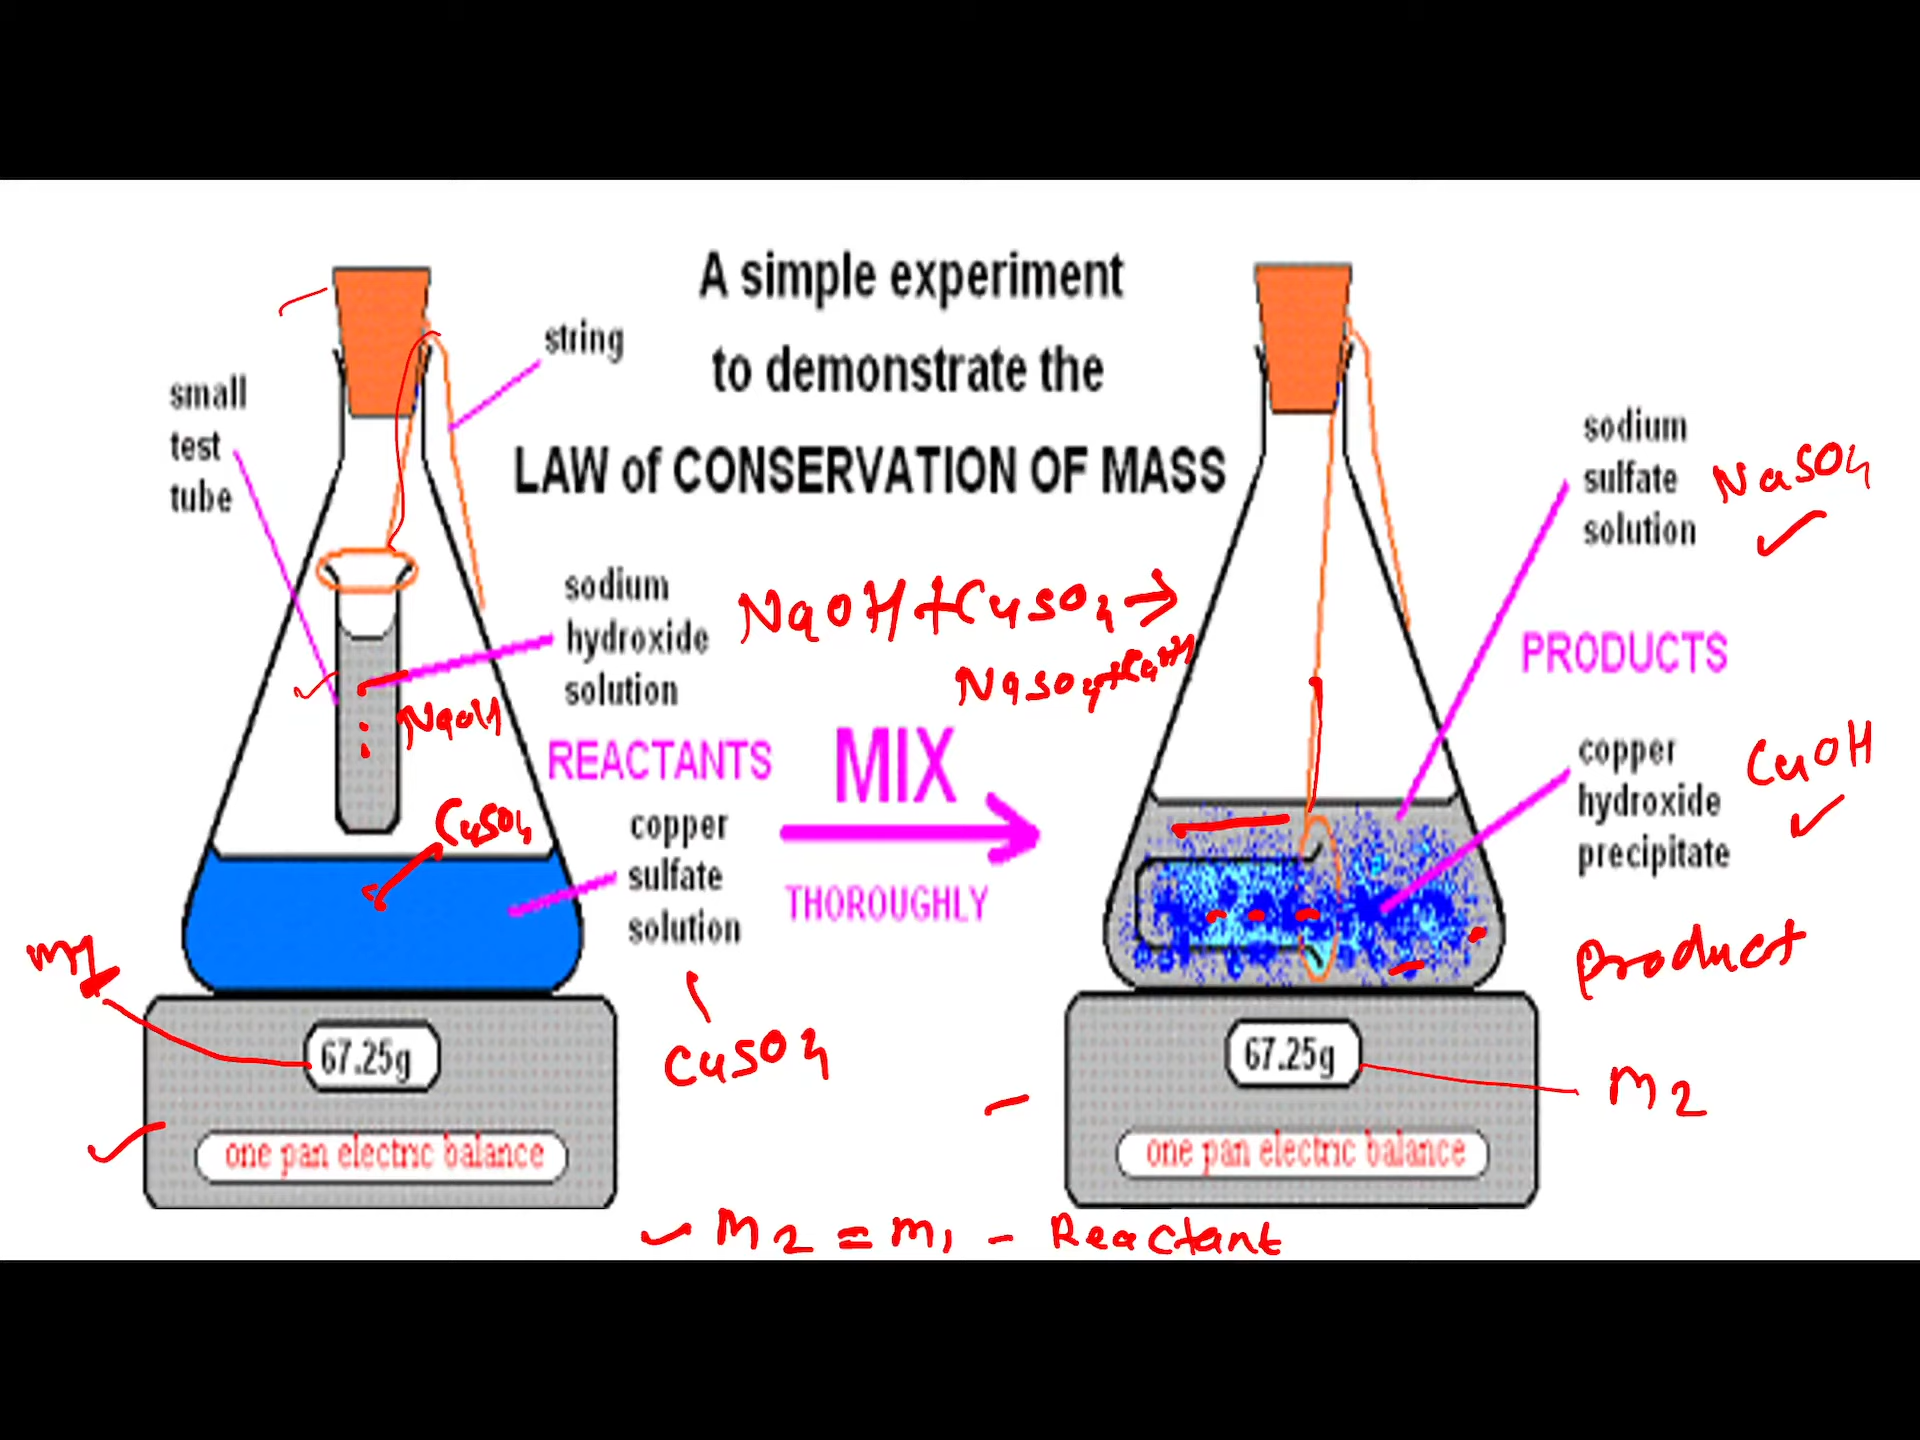 A simple experiment
to demonstrate the
LAW of CONSERVATION OF MASS
string
small
test
tube
sodium
hydroxide
solution
NaOH
NaOH + CuSO4 →
NaSO4 + CuOH
REACTANTS
CuSO4
copper
sulfate
solution
CuSO4
MIX
THOROUGHLY
sodium
sulfate
solution
NaSO4
PRODUCTS
copper
hydroxide
precipitate
CuOH
Product
67.25g
one pan electric balance
67.25g
M2
one pan electric balance
M2 = m1 - Reactant